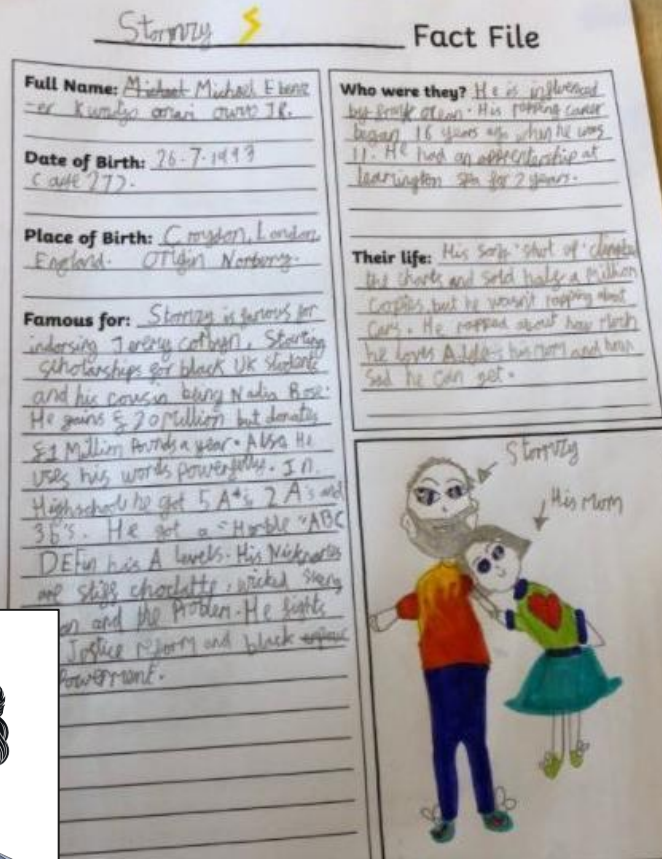 Stormzy Fact File
Full Name: Michael Michael Ebenz
-er Kundjo omari owuo JR.
Date of Birth: 26-7-1993
(age 27).
Place of Birth: Croydon, London,
England. Origin Norbury.
Famous for: Stormzy is famous for
indorsing Jeremy corbyn, Starting
scholarships for black UK students
and his cousin being Nadia Rose.
He gains £20 Million but donates
£1 Million Pounds a year. Also He
uses his words powerfully. In
Highschool he got 5 A*'s, 2 A's and
3 b's. He got a "Horble "ABC
DE" in his A levels. His Nicknames
are stiff choclatte, wicked skeng
and the Problem. He fights
Justice reform and black
Powerment.
Who were they? He is influenced
by frank ocean. His rapping career
began 16 years ago when he was
11. He had an apprentership at
leamington spa for 2 years.
Their life: His song 'shut up' climbed
the charts and sold half a Million
Copies, but he wasn't rapping about
Cars. He rapped about how much
he loves Adele, his mom and how
Sad he can get.
Stormzy
His mum